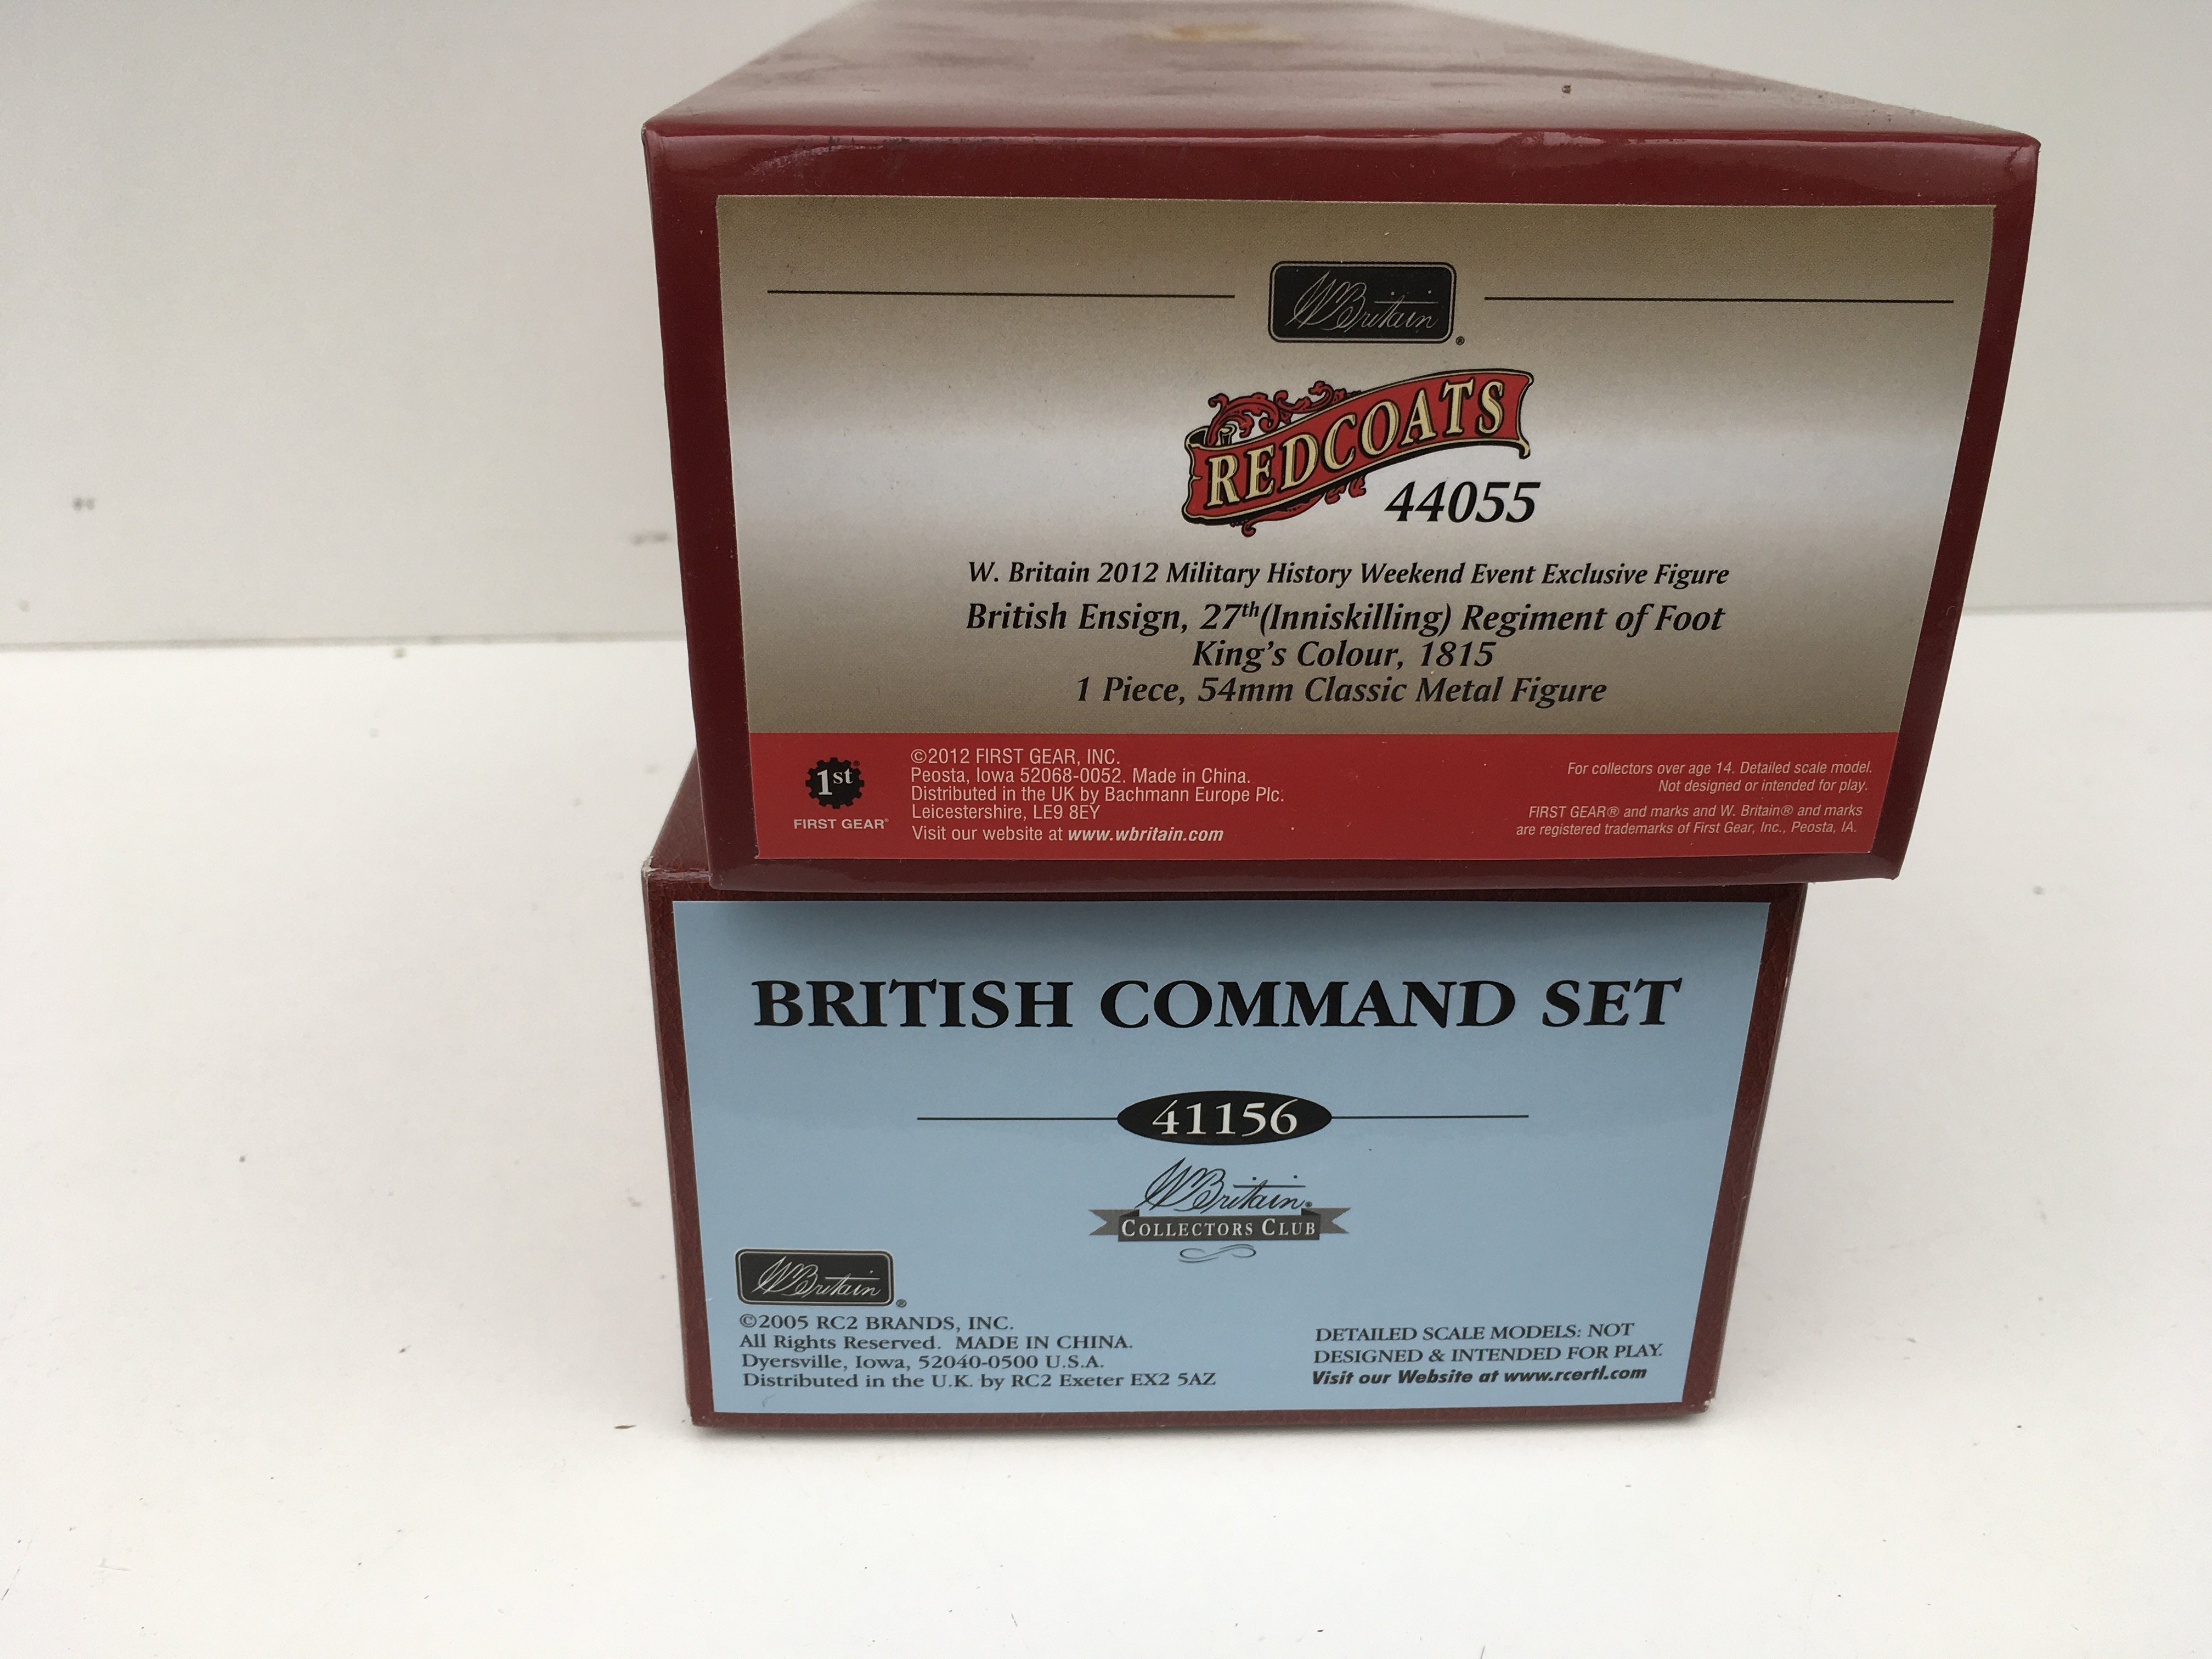 W Britain ®
REDCOATS
44055
W. Britain 2012 Military History Weekend Event Exclusive Figure
British Ensign, 27th (Inniskilling) Regiment of Foot
King's Colour, 1815
1 Piece, 54mm Classic Metal Figure
1st
FIRST GEAR®
©2012 FIRST GEAR, INC.
Peosta, Iowa 52068-0052. Made in China.
Distributed in the UK by Bachmann Europe Plc.
Leicestershire, LE9 8EY
Visit our website at www.wbritain.com
For collectors over age 14. Detailed scale model.
Not designed or intended for play.
FIRST GEAR® and marks and W. Britain® and marks
are registered trademarks of First Gear, Inc., Peosta, IA.
BRITISH COMMAND SET
41156
W Britain®
COLLECTORS CLUB
W Britain ®
©2005 RC2 BRANDS, INC.
All Rights Reserved. MADE IN CHINA.
Dyersville, Iowa, 52040-0500 U.S.A.
Distributed in the U.K. by RC2 Exeter EX2 5AZ
DETAILED SCALE MODELS: NOT
DESIGNED & INTENDED FOR PLAY.
Visit our Website at www.rcertl.com